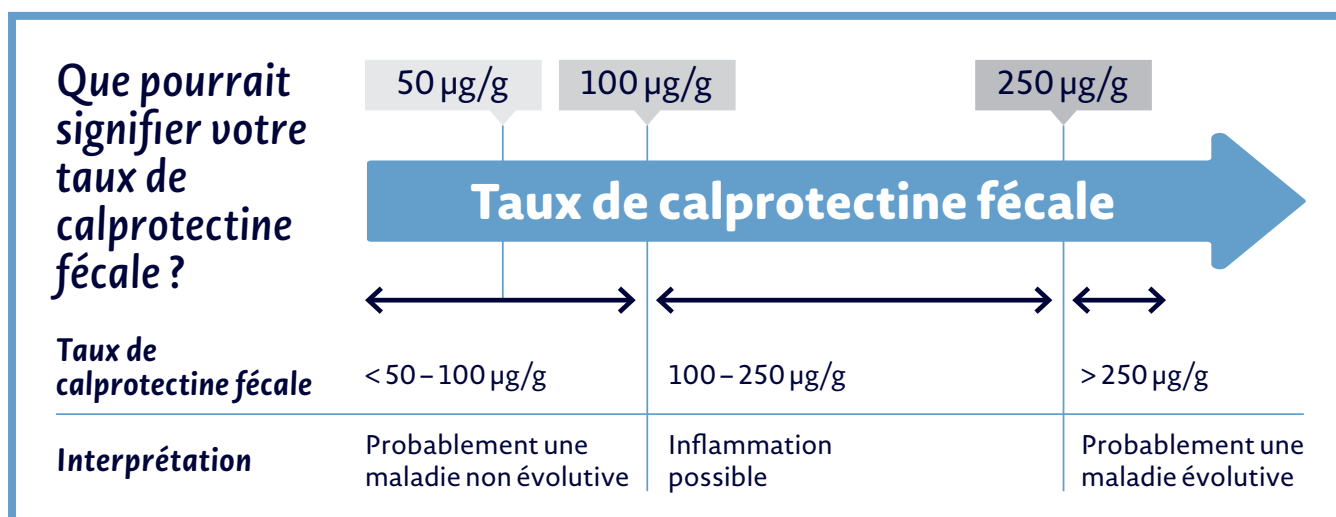 Que pourrait
signifier votre
taux de
calprotectine
fécale ?
50 µg/g
100 µg/g
250 µg/g
Taux de calprotectine fécale
Taux de
calprotectine fécale
< 50 – 100 µg/g
100 – 250 µg/g
> 250 µg/g
Interprétation
Probablement une
maladie non évolutive
Inflammation
possible
Probablement une
maladie évolutive